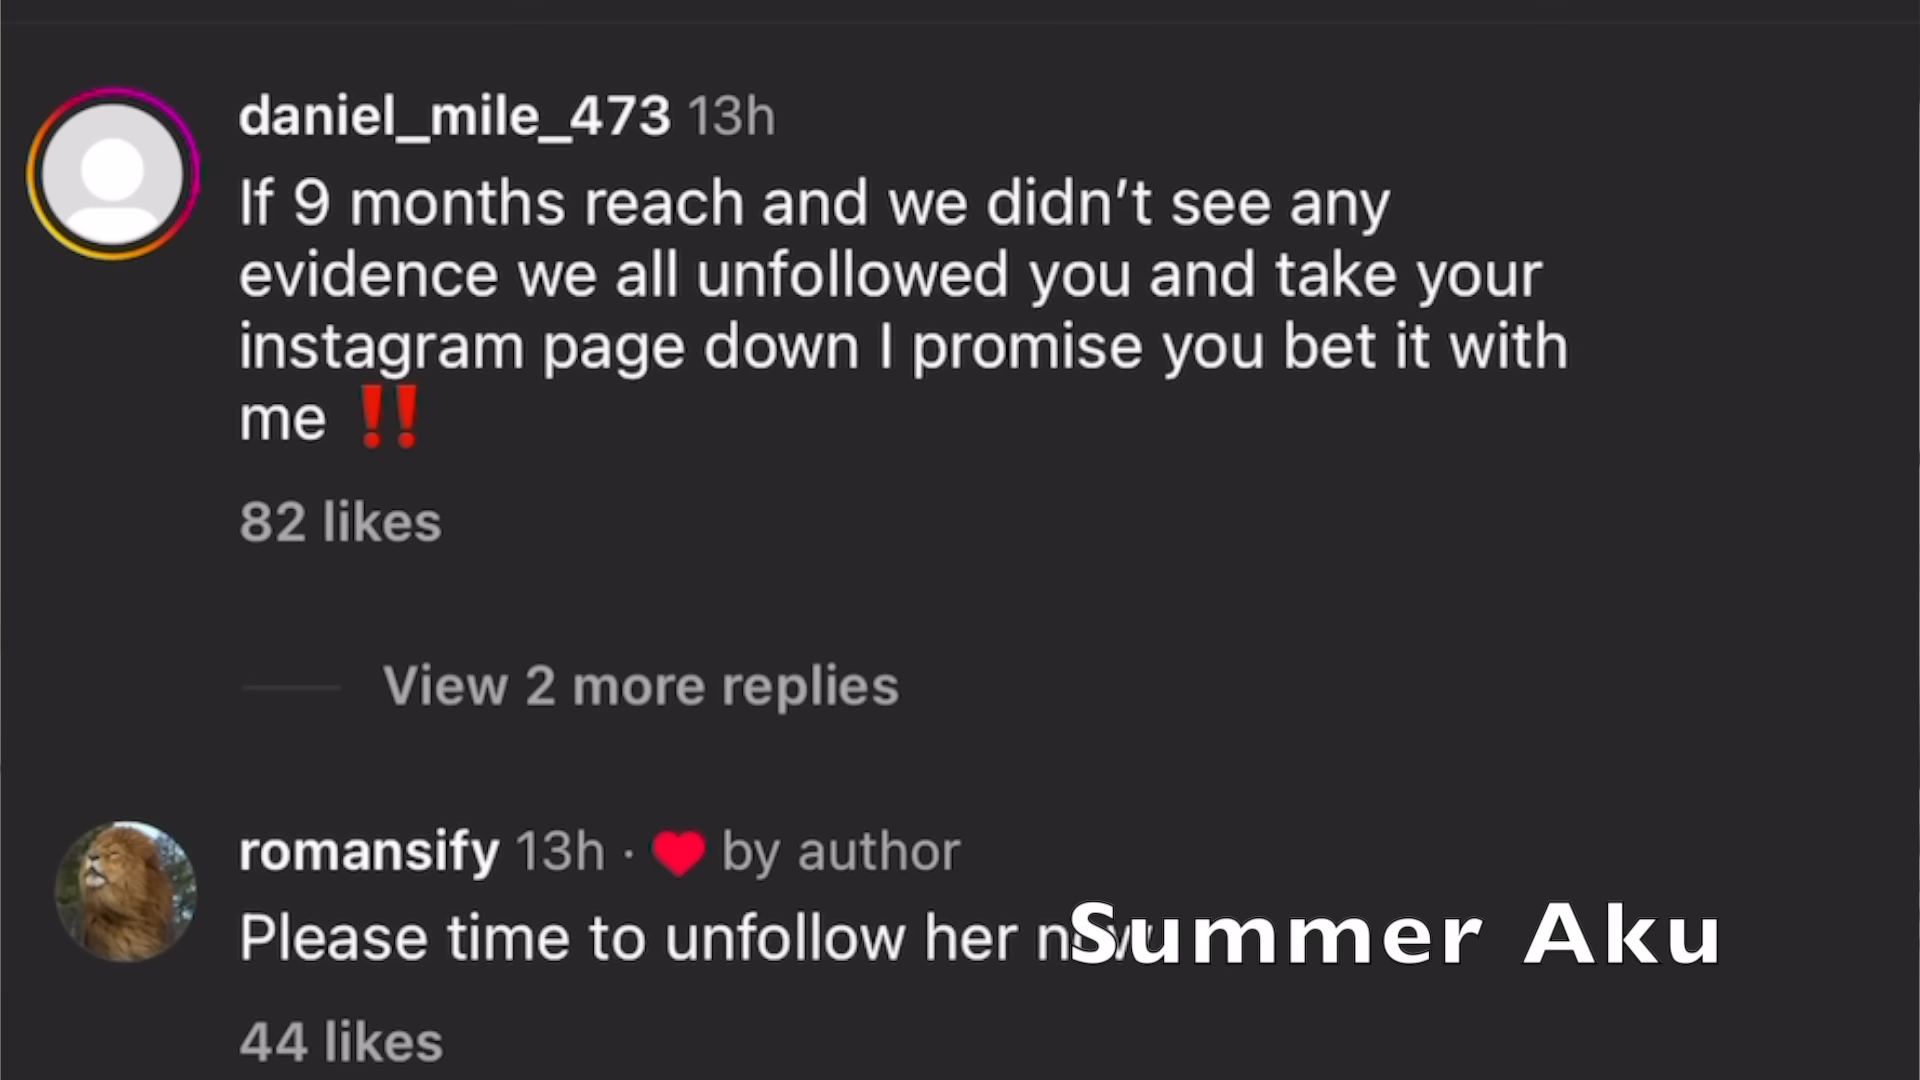 daniel_mile_473 13h
If 9 months reach and we didn't see any
evidence we all unfollowed you and take your
instagram page down I promise you bet it with
me ‼️
82 likes
View 2 more replies
romansify 13h · ❤️ by author
Please time to unfollow her now
Summer Aku
44 likes